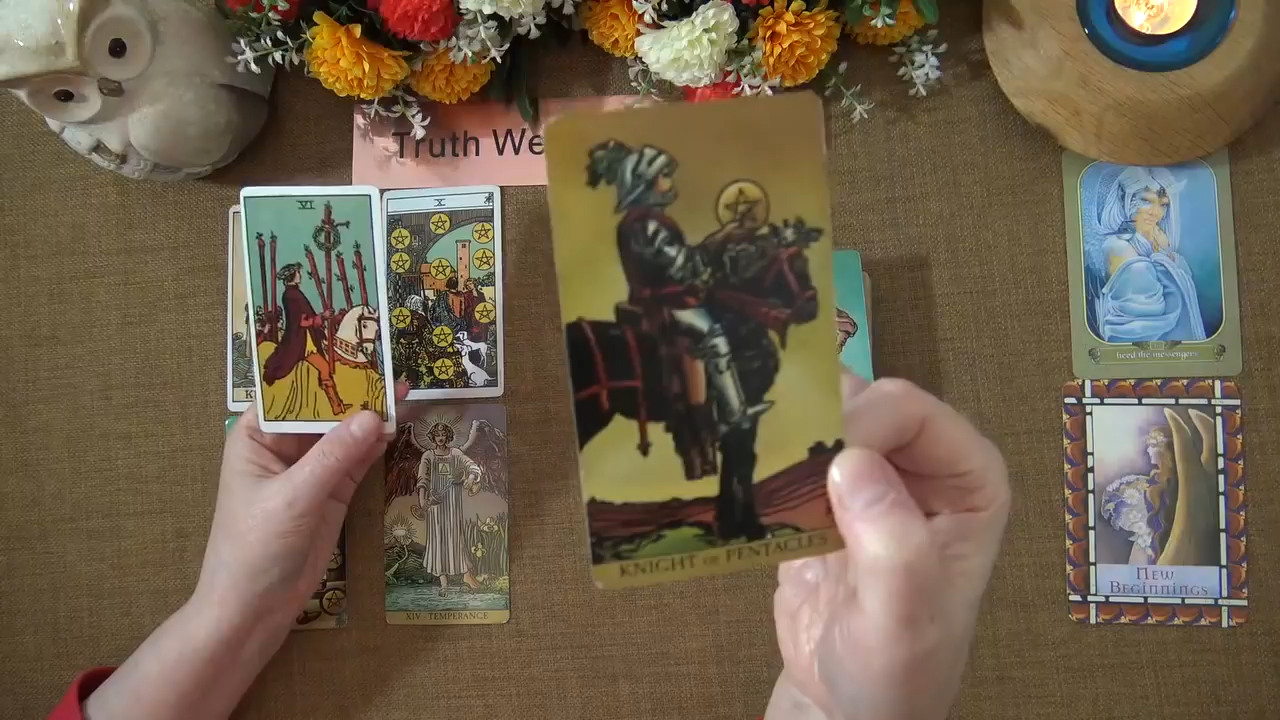 Truth We
VI
X
K
KNIGHT OF PENTACLES
XIV TEMPERANCE
heed the messengers
New
Beginnings